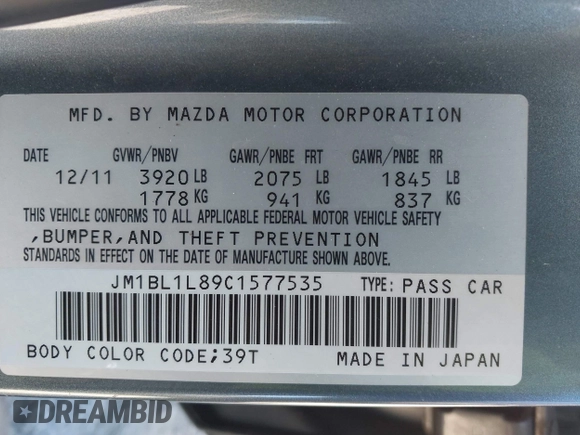 MFD. BY MAZDA MOTOR CORPORATION
DATE GVWR/PNBV GAWR/PNBE FRT GAWR/PNBE RR
12/11 3920 LB 2075 LB 1845 LB
1778 KG 941 KG 837 KG
THIS VEHICLE CONFORMS TO ALL APPLICABLE FEDERAL MOTOR VEHICLE SAFETY
,BUMPER,AND THEFT PREVENTION
STANDARDS IN EFFECT ON THE DATE OF MANUFACTURE SHOWN ABOVE.
JM1BL1L89C1577535 TYPE: PASS CAR
BODY COLOR CODE;39T MADE IN JAPAN
DREAMBID